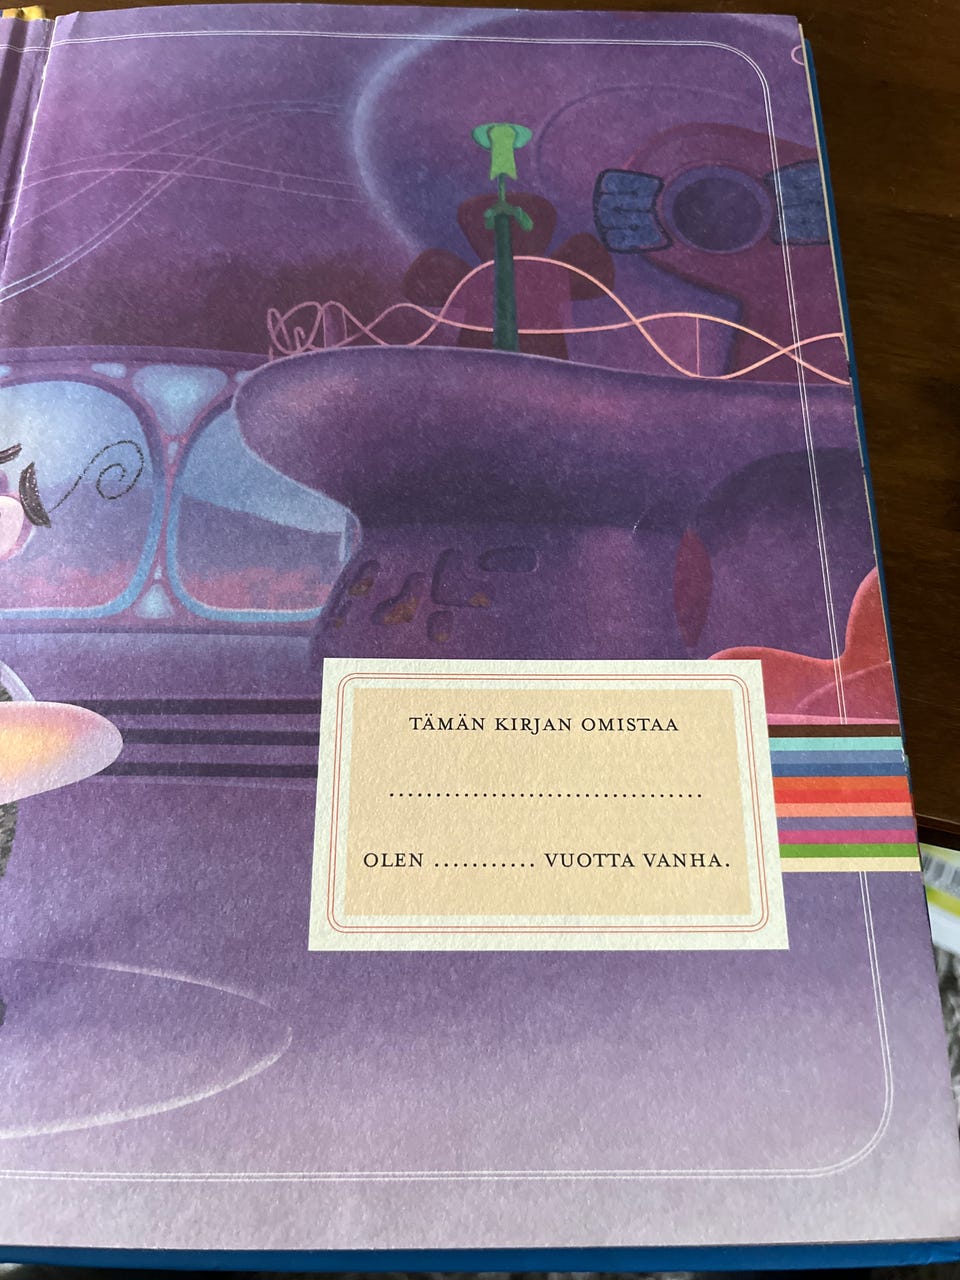 TÄMÄN KIRJAN OMISTAA
.................................
OLEN ........... VUOTTA VANHA.